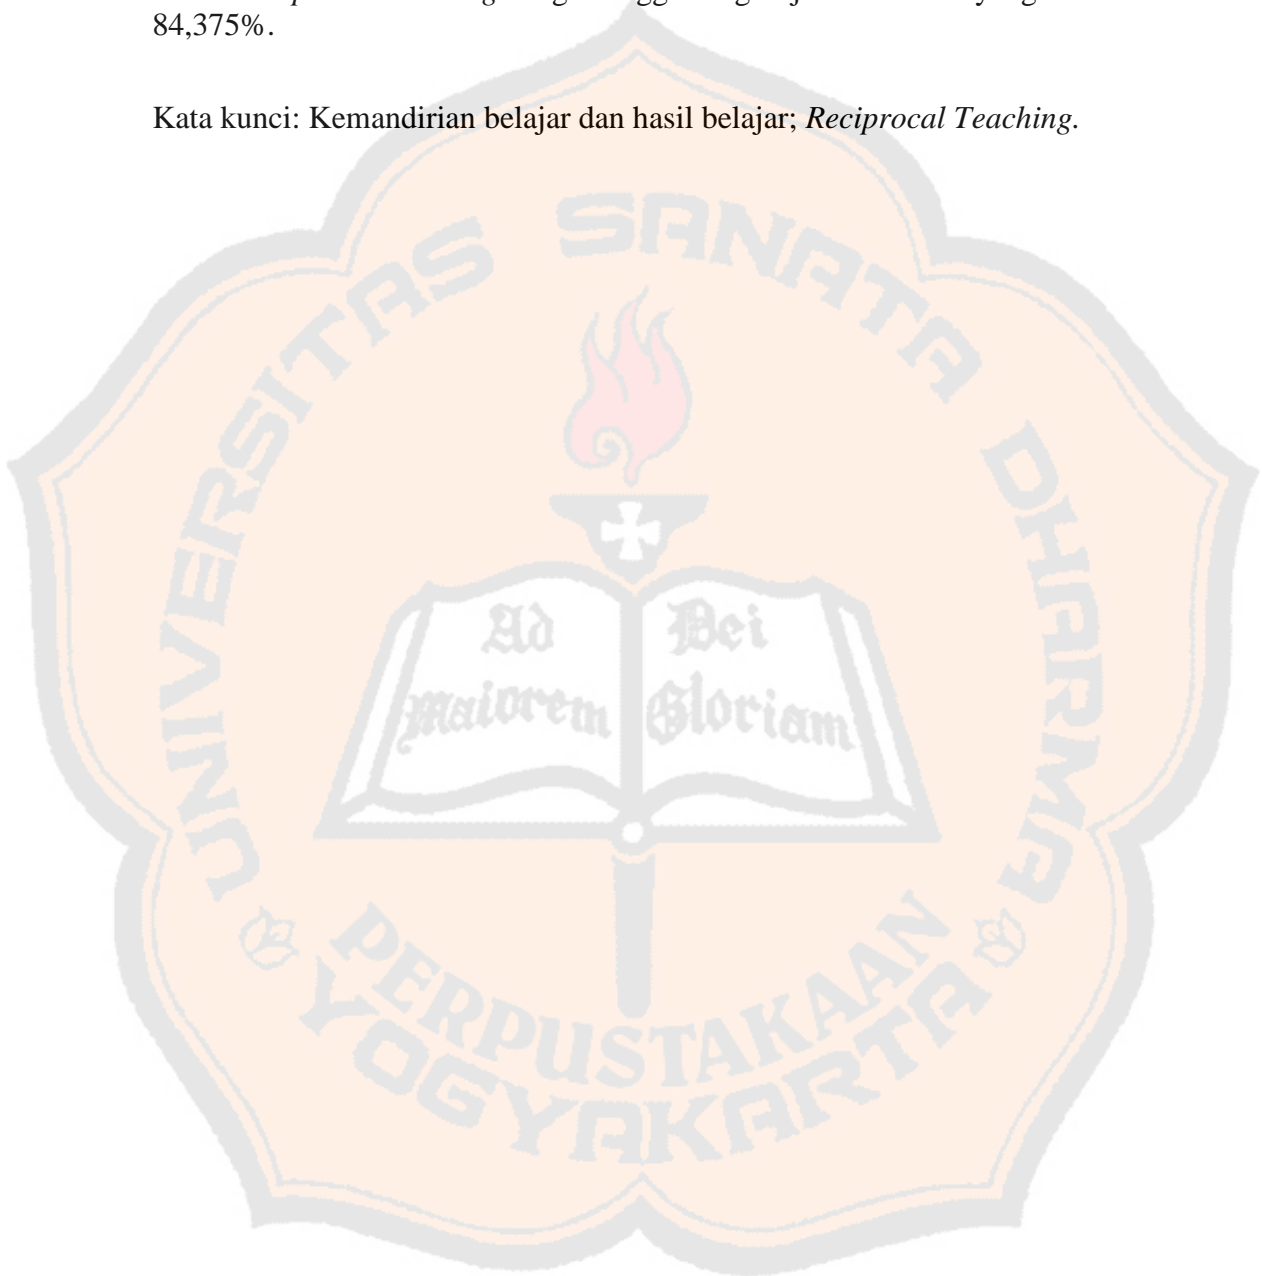 84,375%.
Kata kunci: Kemandirian belajar dan hasil belajar; Reciprocal Teaching.
UNIVERSITAS SANATA DHARMA
Ad Dei
Maiorem Gloriam
PERPUSTAKAAN
YOGYAKARTA